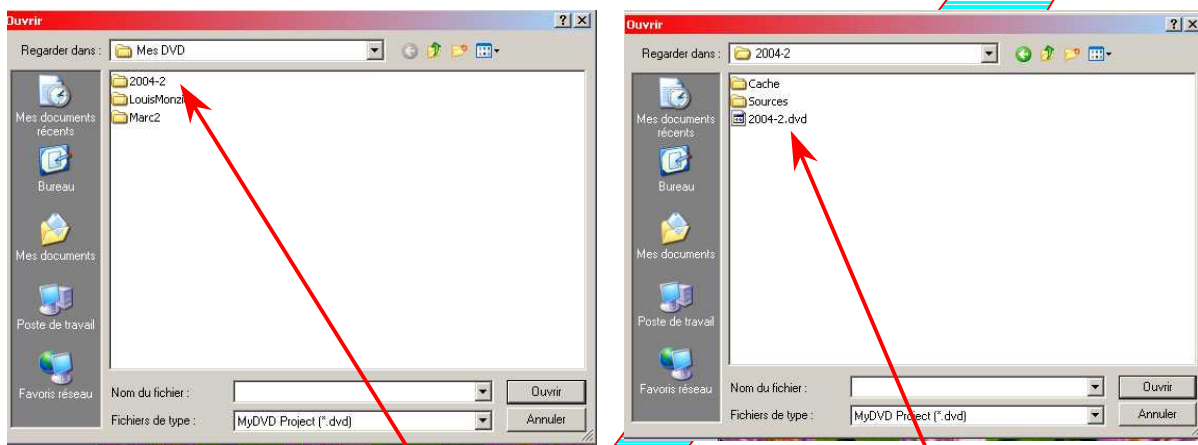 Ouvrir
Regarder dans : Mes DVD
2004-2
Marc2
Mes documents récents
Bureau
Mes documents
Poste de travail
Favoris réseau
Nom du fichier :
Ouvrir
Fichiers de type : MyDVD Project (*.dvd)
Annuler
Ouvrir
Regarder dans : 2004-2
Cache
Sources
2004-2.dvd
Mes documents récents
Bureau
Mes documents
Poste de travail
Favoris réseau
Nom du fichier :
Ouvrir
Fichiers de type : MyDVD Project (*.dvd)
Annuler